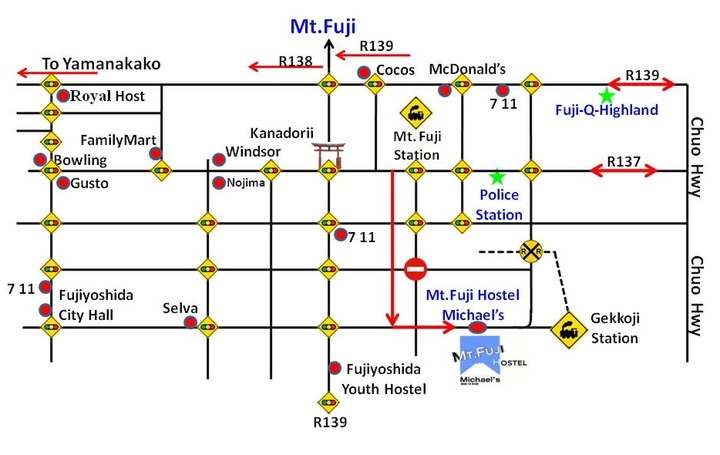 Mt.Fuji
R139
R138
To Yamanakako
Cocos
McDonald's
R139
Royal Host
7 11
Fuji-Q-Highland
Chuo Hwy
FamilyMart
Kanadorii
Mt. Fuji
Station
Bowling
Windsor
R137
Gusto
Nojima
Police
Station
7 11
R R
Chuo Hwy
7 11
Fujiyoshida
City Hall
Selva
Mt.Fuji Hostel
Michael's
Gekkoji
Station
MT.FUJI
HOSTEL
Michael's
Fujiyoshida
Youth Hostel
R139